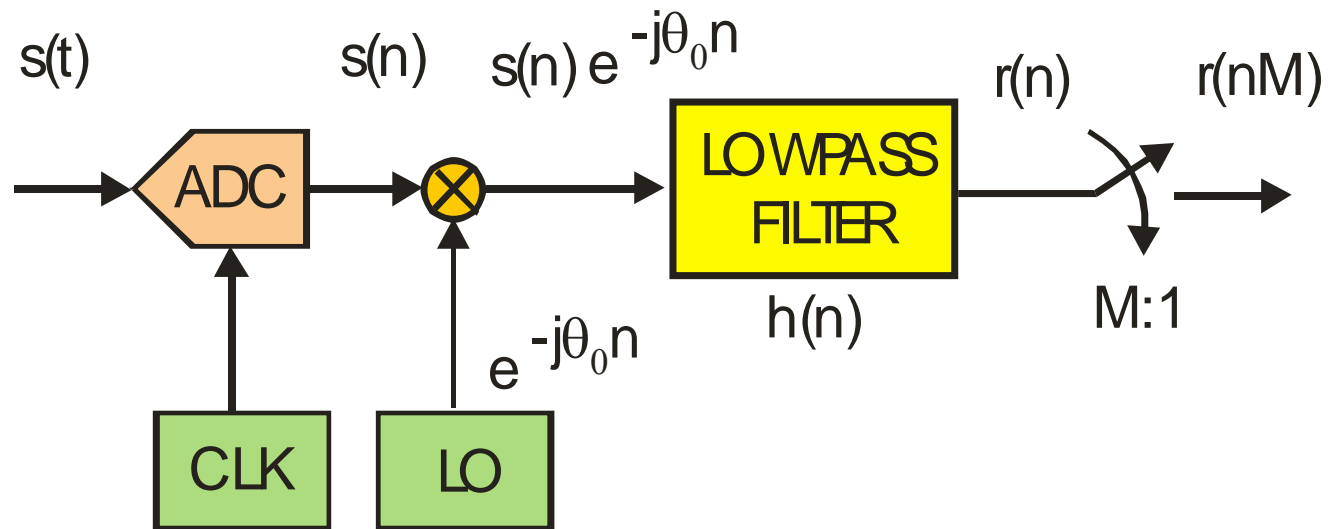 s(t)
s(n)
s(n) e -jθ0n
r(n)
r(nM)
ADC
LOWPASS
FILTER
h(n)
M:1
e -jθ0n
CLK
LO